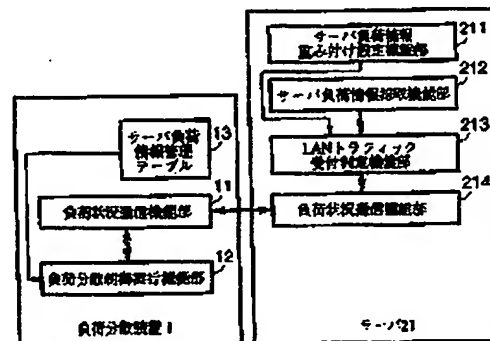 サーバ負荷情報
重み付け設定機能部
211
サーバ負荷情報採取機能部
212
LANトラフィック
受付判定機能部
213
負荷状況通信機能部
214
サーバ21
サーバ負荷
情報管理
テーブル
13
負荷状況通信機能部
11
負荷分散制御実行機能部
12
負荷分散装置1